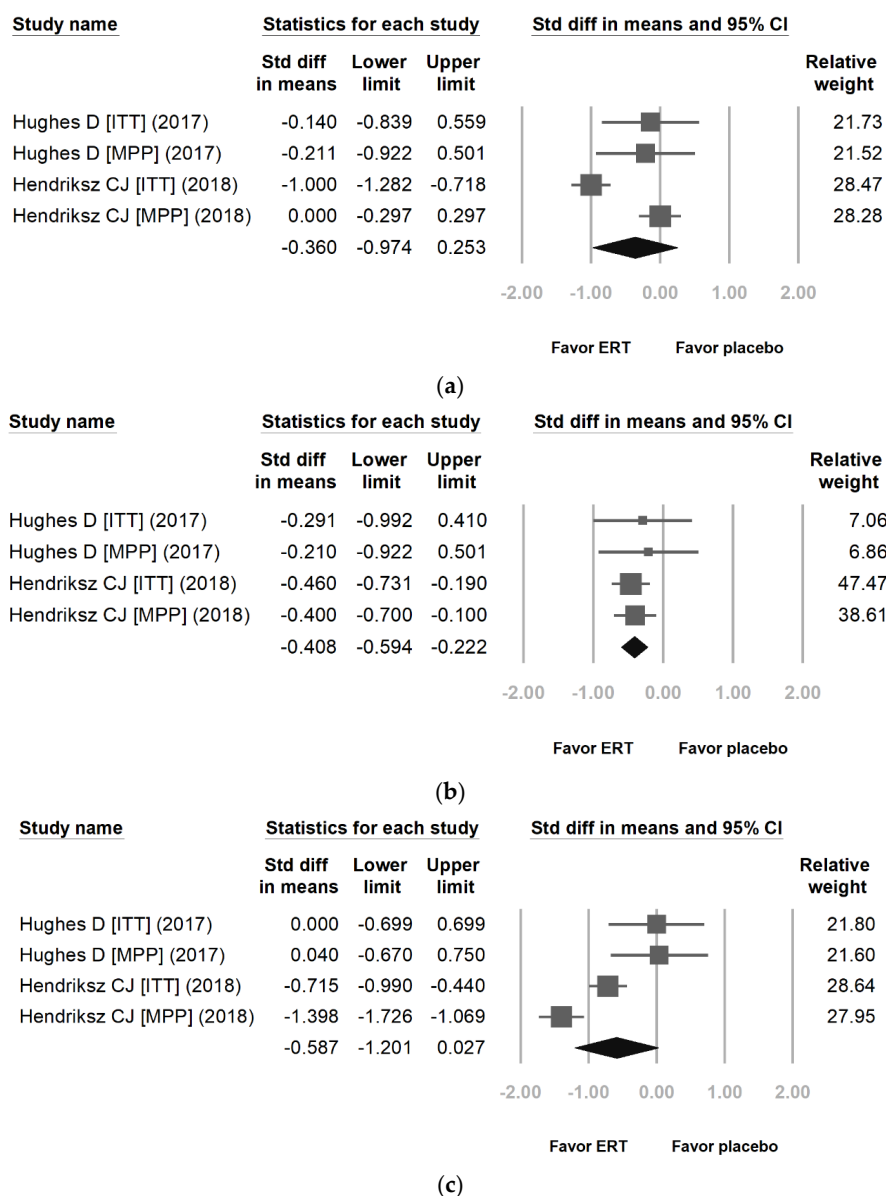 Study name Statistics for each study Std diff in means and 95% CI
Std diff Lower Upper Relative
in means limit limit weight
Hughes D [ITT] (2017) -0.140 -0.839 0.559 21.73
Hughes D [MPP] (2017) -0.211 -0.922 0.501 21.52
Hendriksz CJ [ITT] (2018) -1.000 -1.282 -0.718 28.47
Hendriksz CJ [MPP] (2018) 0.000 -0.297 0.297 28.28
-0.360 -0.974 0.253
-2.00 -1.00 0.00 1.00 2.00
Favor ERT Favor placebo
(a)
Study name Statistics for each study Std diff in means and 95% CI
Std diff Lower Upper Relative
in means limit limit weight
Hughes D [ITT] (2017) -0.291 -0.992 0.410 7.06
Hughes D [MPP] (2017) -0.210 -0.922 0.501 6.86
Hendriksz CJ [ITT] (2018) -0.460 -0.731 -0.190 47.47
Hendriksz CJ [MPP] (2018) -0.400 -0.700 -0.100 38.61
-0.408 -0.594 -0.222
-2.00 -1.00 0.00 1.00 2.00
Favor ERT Favor placebo
(b)
Study name Statistics for each study Std diff in means and 95% CI
Std diff Lower Upper Relative
in means limit limit weight
Hughes D [ITT] (2017) 0.000 -0.699 0.699 21.80
Hughes D [MPP] (2017) 0.040 -0.670 0.750 21.60
Hendriksz CJ [ITT] (2018) -0.715 -0.990 -0.440 28.64
Hendriksz CJ [MPP] (2018) -1.398 -1.726 -1.069 27.95
-0.587 -1.201 0.027
-2.00 -1.00 0.00 1.00 2.00
Favor ERT Favor placebo
(c)